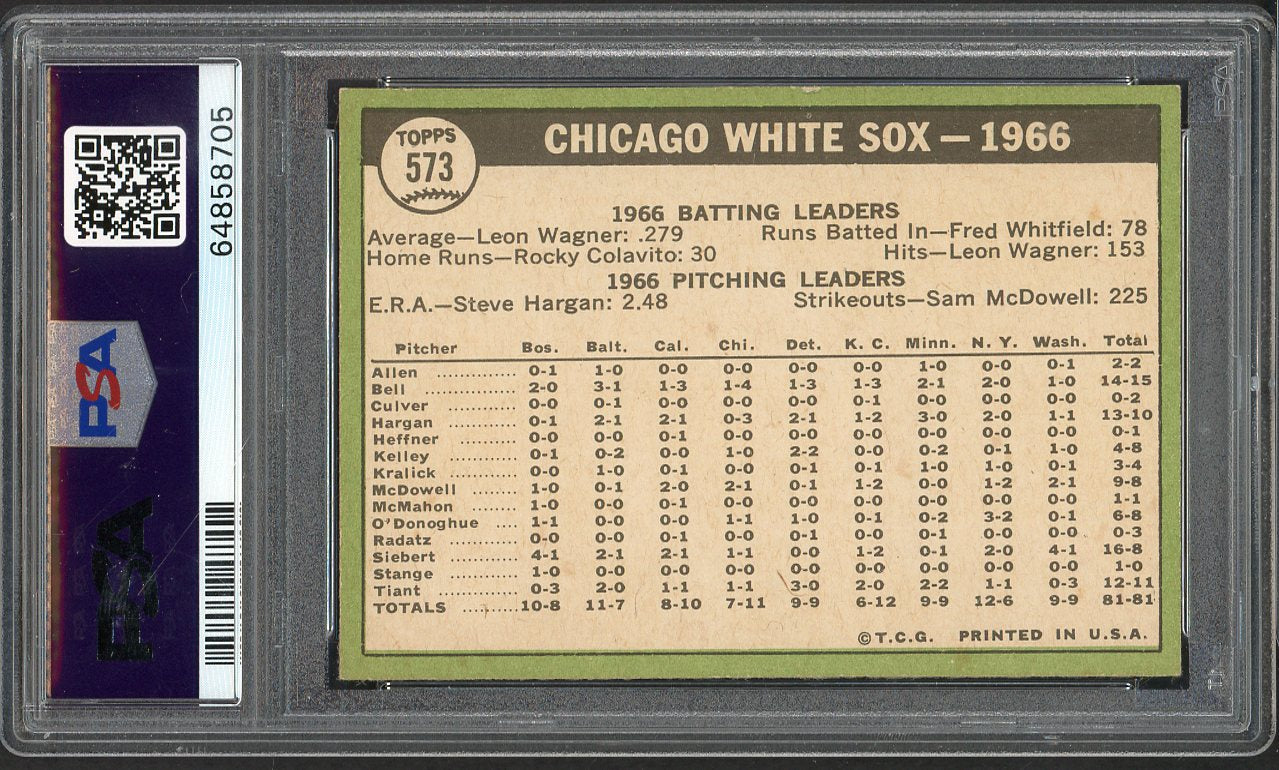 64858705
PSA
PSA
TOPPS
573
CHICAGO WHITE SOX — 1966
1966 BATTING LEADERS
Average—Leon Wagner: .279 Runs Batted In—Fred Whitfield: 78
Home Runs—Rocky Colavito: 30 Hits—Leon Wagner: 153
1966 PITCHING LEADERS
E.R.A.—Steve Hargan: 2.48 Strikeouts—Sam McDowell: 225
Pitcher Bos. Balt. Cal. Chi. Det. K. C. Minn. N. Y. Wash. Total
Allen ............. 0-1 1-0 0-0 0-0 0-0 0-0 1-0 0-0 0-1 2-2
Bell ................ 2-0 3-1 1-3 1-4 1-3 1-3 2-1 2-0 1-0 14-15
Culver ............ 0-0 0-1 0-0 0-0 0-0 0-1 0-0 0-0 0-0 0-2
Hargan ............ 0-1 2-1 2-1 0-3 2-1 1-2 3-0 2-0 1-1 13-10
Heffner .......... 0-0 0-0 0-1 0-0 0-0 0-0 0-0 0-0 0-0 0-1
Kelley ............ 0-1 0-2 0-0 1-0 2-2 0-0 0-2 0-1 1-0 4-8
Kralick ........... 0-0 1-0 0-1 0-0 0-1 0-1 1-0 1-0 0-1 3-4
McDowell ........ 1-0 0-1 2-0 2-1 0-1 1-2 0-0 1-2 2-1 9-8
McMahon ........ 1-0 0-0 0-1 0-0 0-0 0-0 0-0 0-0 0-0 1-1
O'Donoghue .... 1-1 0-0 0-0 1-1 1-0 0-1 0-2 3-2 0-1 6-8
Radatz ............ 0-0 0-0 0-1 0-0 0-1 0-0 0-1 0-0 0-0 0-3
Siebert ............ 4-1 2-1 2-1 1-1 0-0 1-2 0-1 2-0 4-1 16-8
Stange ............ 1-0 0-0 0-0 0-0 0-0 0-0 0-0 0-0 0-0 1-0
Tiant .............. 0-3 2-0 1-1 1-1 3-0 2-0 2-2 1-1 0-3 12-11
TOTALS .......... 10-8 11-7 8-10 7-11 9-9 6-12 9-9 12-6 9-9 81-81
©T.C.G. PRINTED IN U.S.A.